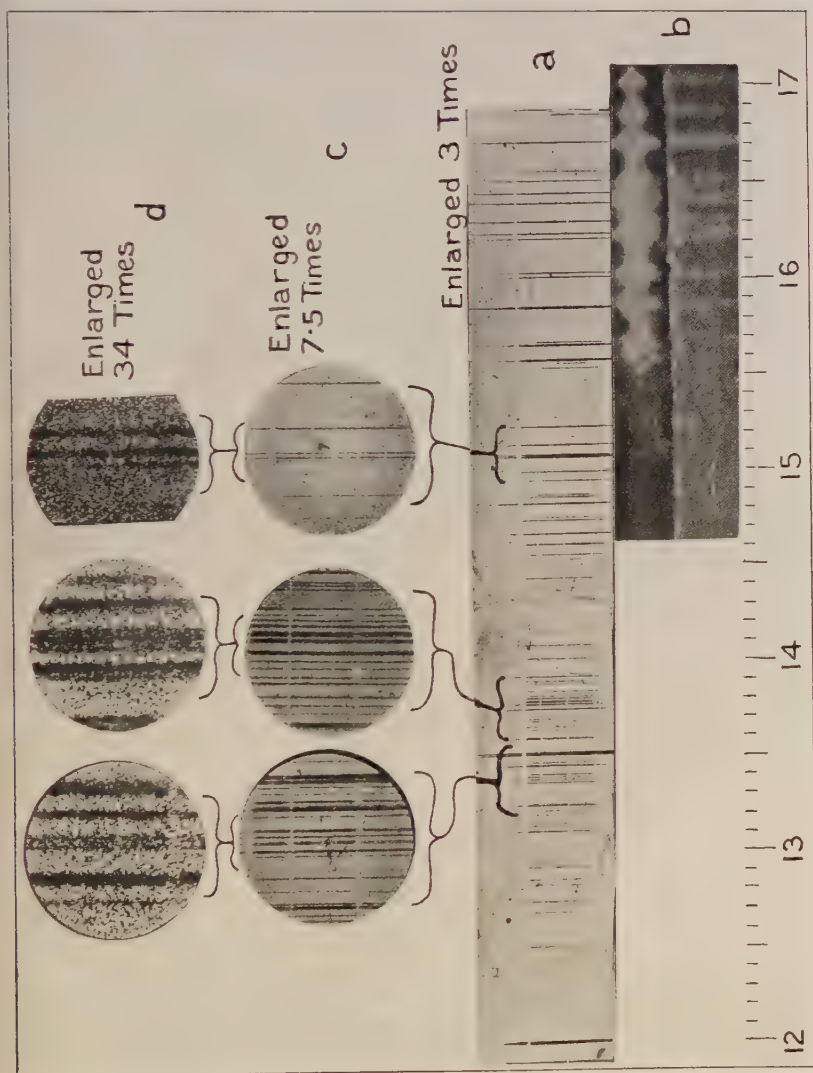 Enlarged
34 Times
d
Enlarged
7.5 Times
c
Enlarged 3 Times
a
b
12
13
14
15
16
17